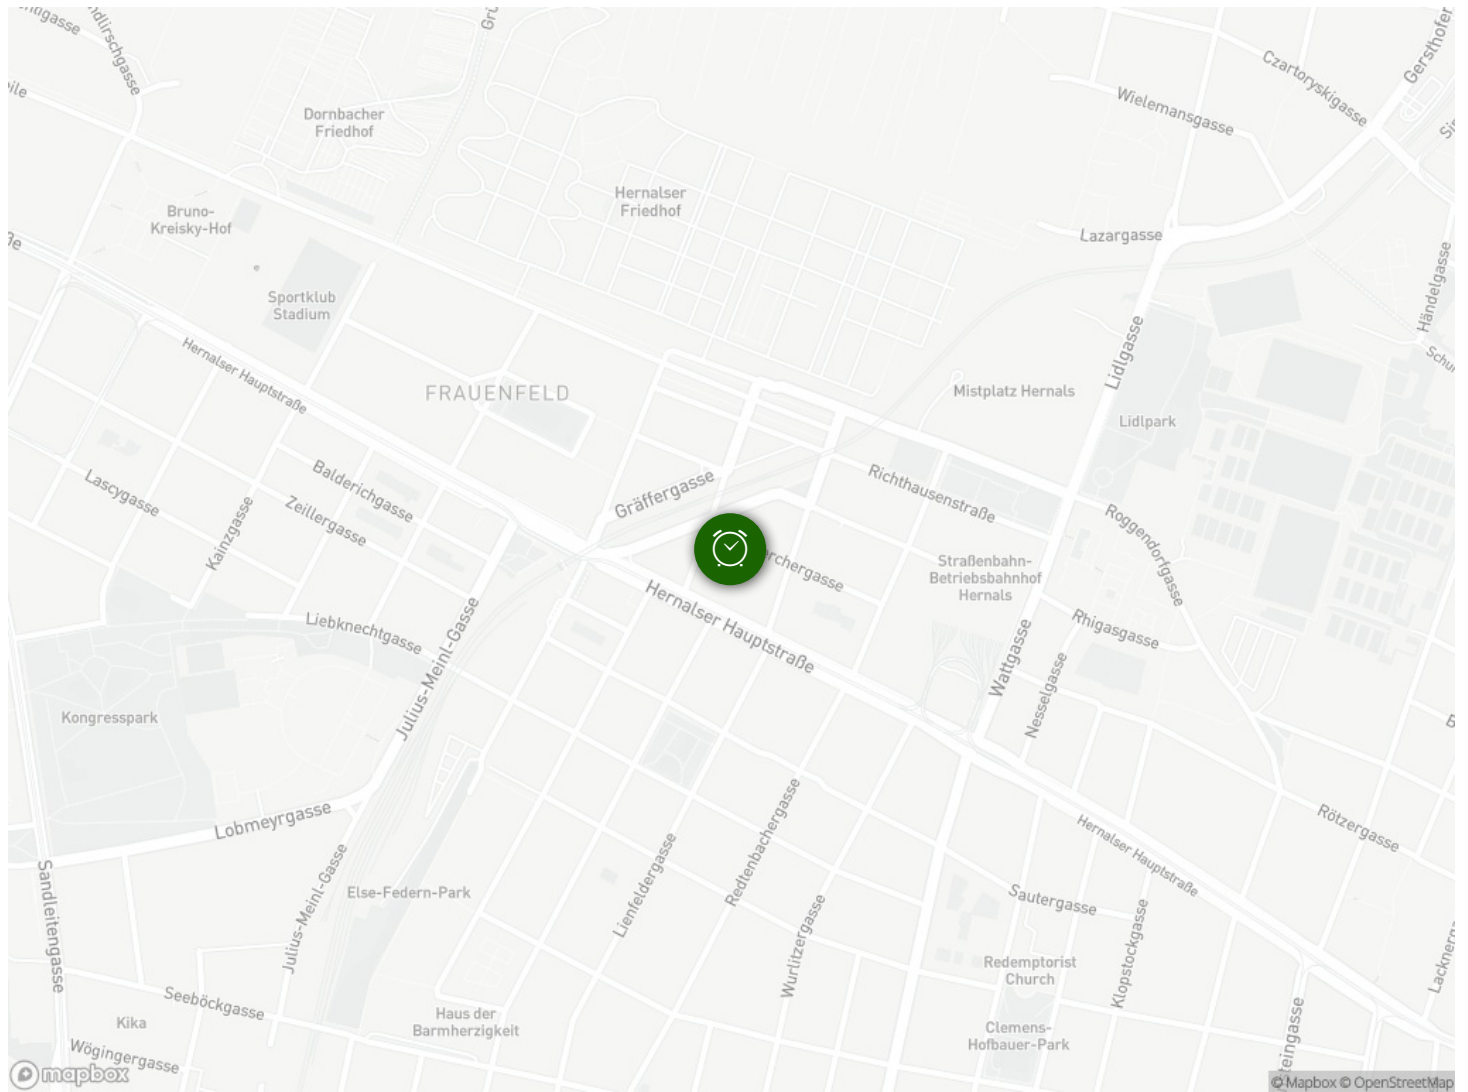 ndlirschgasse
Czartoryskigasse
Gersthofer
Wielemansgasse
Dornbacher
Friedhof
Hernalser
Friedhof
Bruno-
Kreisky-Hof
Lazargasse
Händelgasse
Sportklub
Stadium
Hernalser Hauptstraße
Lidlgasse
FRAUENFELD
Mistplatz Hernals
Lidlpark
Lascygasse
Balderichgasse
Zeillergasse
Kainzgasse
Gräffergasse
Richthausenstraße
Roggendorfgasse
orchergasse
Straßenbahn-
Betriebsbahnhof
Hernals
Hernalser Hauptstraße
Liebknechtgasse
Rhigasgasse
Wattgasse
Nesselgasse
Julius-Meinl-Gasse
Kongresspark
Lobmeyrgasse
Rötzergasse
Hernalser Hauptstraße
Sandleitengasse
Julius-Meinl-Gasse
Else-Federn-Park
Lienfeldergasse
Redtenbachergasse
Wurlitzergasse
Sautergasse
Klopstockgasse
Redemptorist
Church
Seeböckgasse
Kika
Haus der
Barmherzigkeit
Clemens-
Hofbauer-Park
Wögingergasse
mapbox
© Mapbox © OpenStreetMap